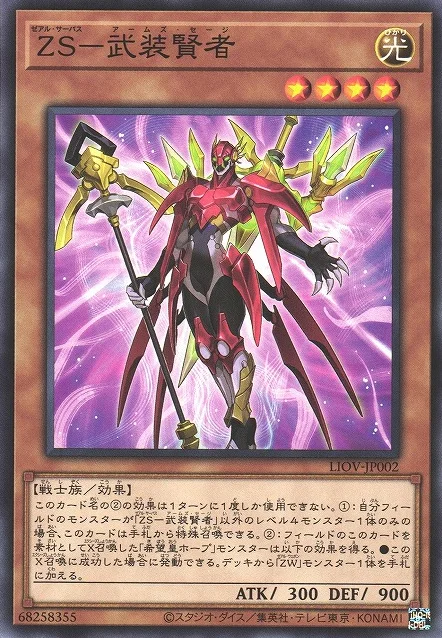 ゼアル・サーバス アームズ・セージ
ZS－武装賢者
ひかり
光
LIOV-JP002
【戦士族／効果】
このカード名の②の効果は１ターンに１度しか使用できない。①：自分フィー
ルドのモンスターが「ZS－武装賢者」以外のレベル４モンスター１体のみの
場合、このカードは手札から特殊召喚できる。②：フィールドのこのカードを
素材としてX召喚した「希望皇ホープ」モンスターは以下の効果を得る。●この
X召喚に成功した場合に発動できる。デッキから「ZW」モンスター１体を手札
に加える。
ATK/ 300 DEF/ 900
68258355
©スタジオ・ダイス／集英社・テレビ東京・KONAMI